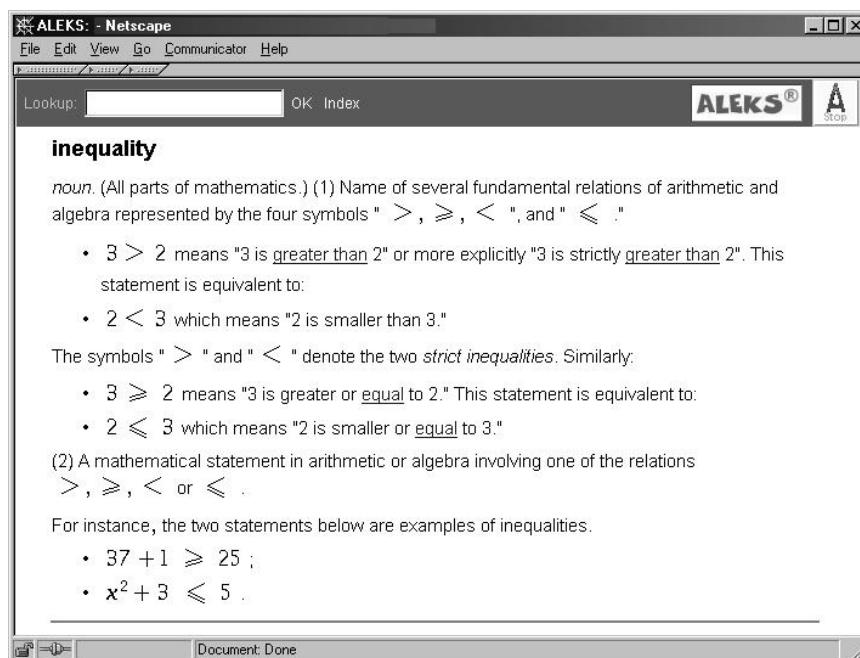 ALEKS: - Netscape
File Edit View Go Communicator Help
Lookup: OK Index ALEKS® A
Stop
inequality
noun. (All parts of mathematics.) (1) Name of several fundamental relations of arithmetic and
algebra represented by the four symbols " >, ⩾, < ", and " ⩽ ."
• 3 > 2 means "3 is greater than 2" or more explicitly "3 is strictly greater than 2". This
statement is equivalent to:
• 2 < 3 which means "2 is smaller than 3."
The symbols " > " and " < " denote the two strict inequalities. Similarly:
• 3 ⩾ 2 means "3 is greater or equal to 2." This statement is equivalent to:
• 2 ⩽ 3 which means "2 is smaller or equal to 3."
(2) A mathematical statement in arithmetic or algebra involving one of the relations
>, ⩾, < or ⩽ .
For instance, the two statements below are examples of inequalities.
• 37 + 1 ⩾ 25 ;
• x² + 3 ⩽ 5 .
Document: Done